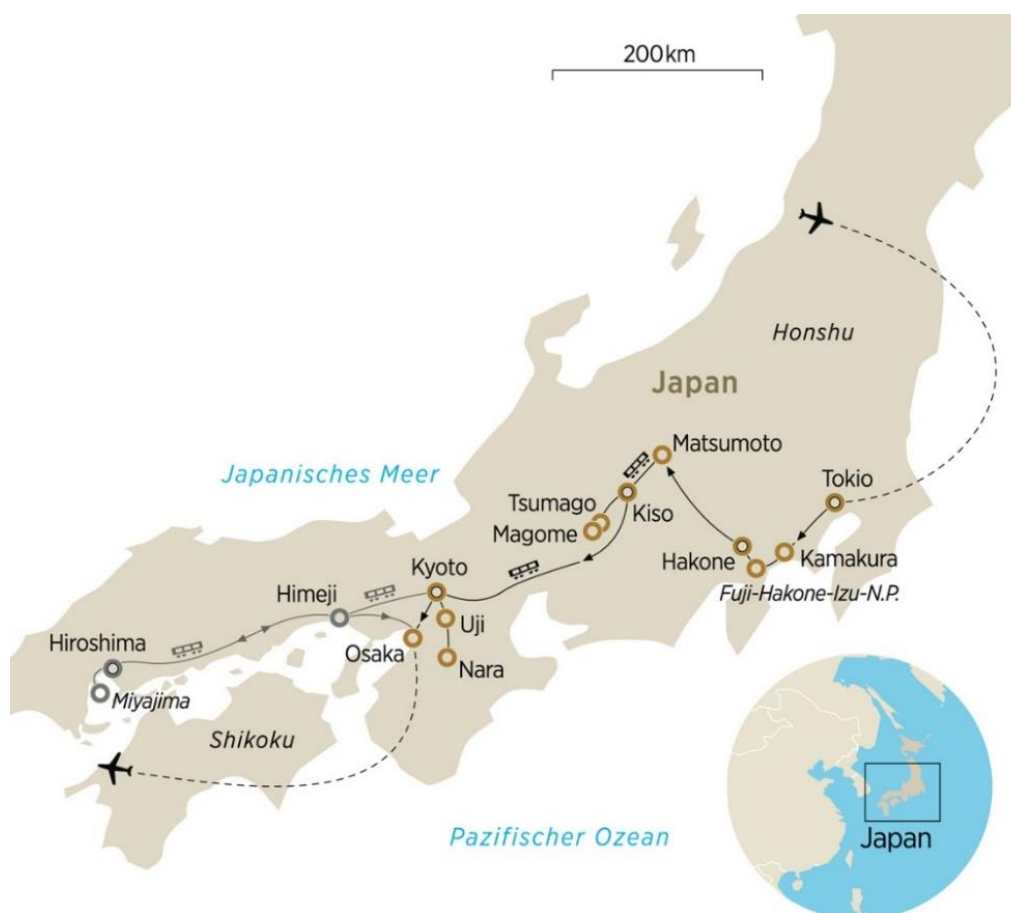 200km
Honshu
Japan
Japanisches Meer
Matsumoto
Tokio
Tsumago
Kiso
Magome
Hakone
Kamakura
Fuji-Hakone-Izu-N.P.
Kyoto
Himeji
Uji
Hiroshima
Osaka
Nara
Miyajima
Shikoku
Pazifischer Ozean
Japan